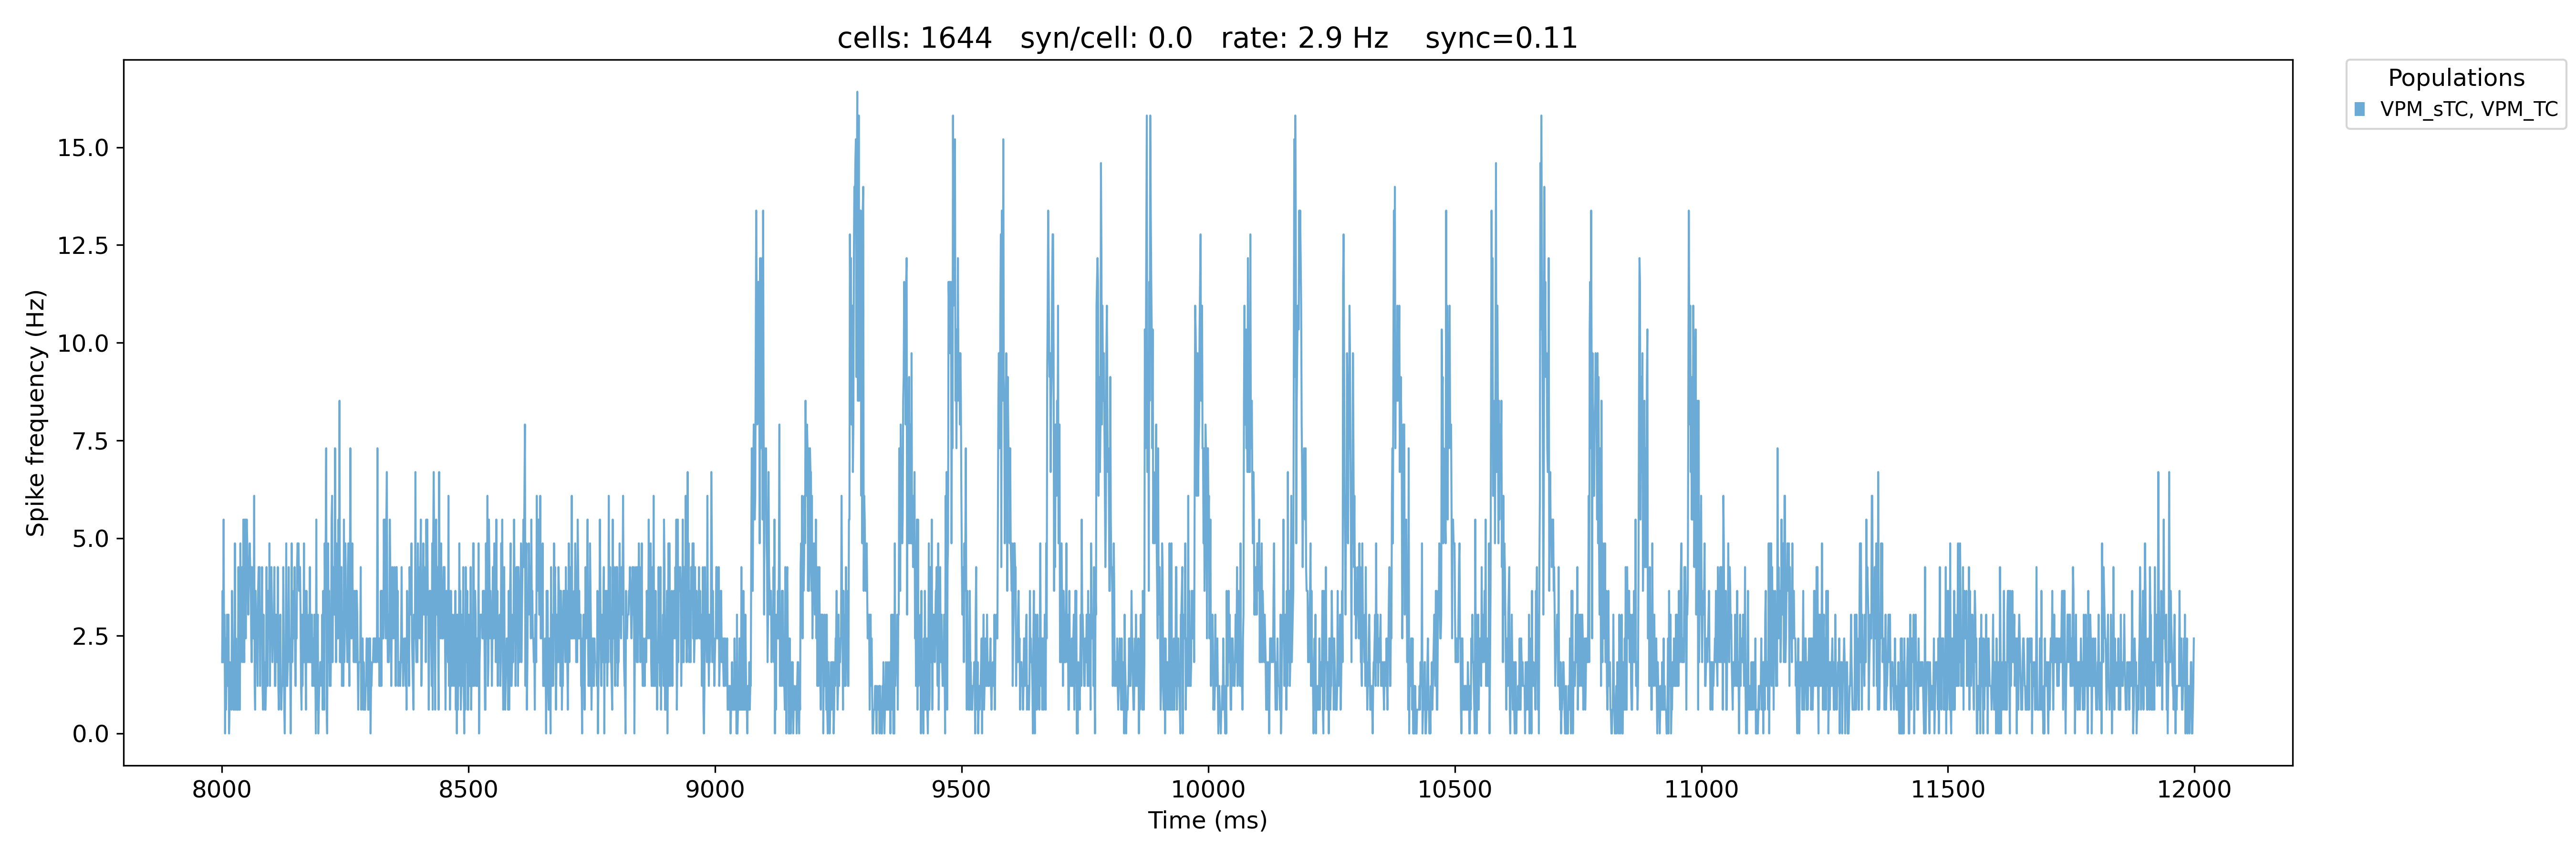 cells: 1644   syn/cell: 0.0   rate: 2.9 Hz    sync=0.11
Populations
VPM_sTC, VPM_TC
Spike frequency (Hz)
15.0
12.5
10.0
7.5
5.0
2.5
0.0
8000 8500 9000 9500 10000 10500 11000 11500 12000
Time (ms)